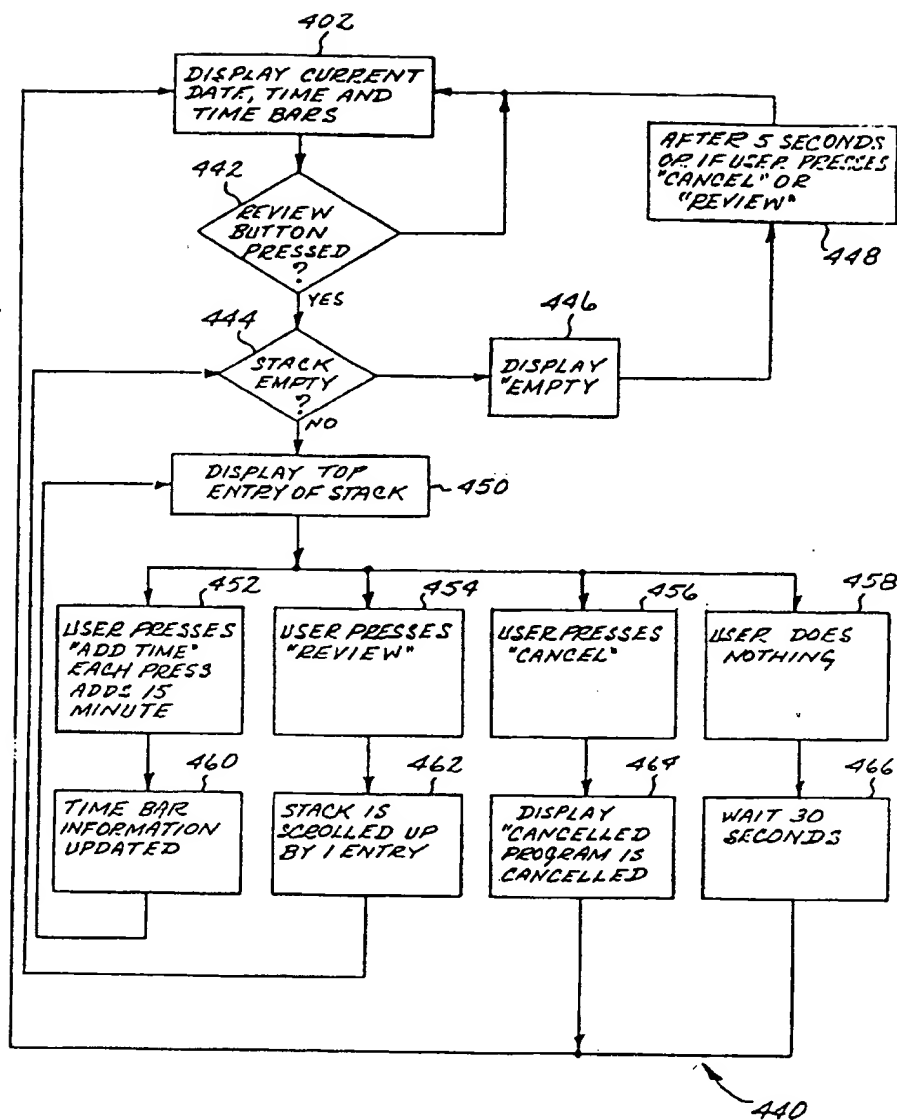 402
DISPLAY CURRENT
DATE, TIME AND
TIME BARS
442
REVIEW
BUTTON
PRESSED
?
YES
AFTER 5 SECONDS
OR IF USER PRESSES
"CANCEL" OR
"REVIEW"
448
444
STACK
EMPTY
?
NO
446
DISPLAY
"EMPTY
DISPLAY TOP
ENTRY OF STACK
450
452
USER PRESSES
"ADD TIME"
EACH PRESS
ADDS 15
MINUTE
454
USER PRESSES
"REVIEW"
456
USER PRESSES
"CANCEL"
458
USER DOES
NOTHING
460
TIME BAR
INFORMATION
UPDATED
462
STACK IS
SCROLLED UP
BY 1 ENTRY
464
DISPLAY
"CANCELLED
PROGRAM IS
CANCELLED
466
WAIT 30
SECONDS
440